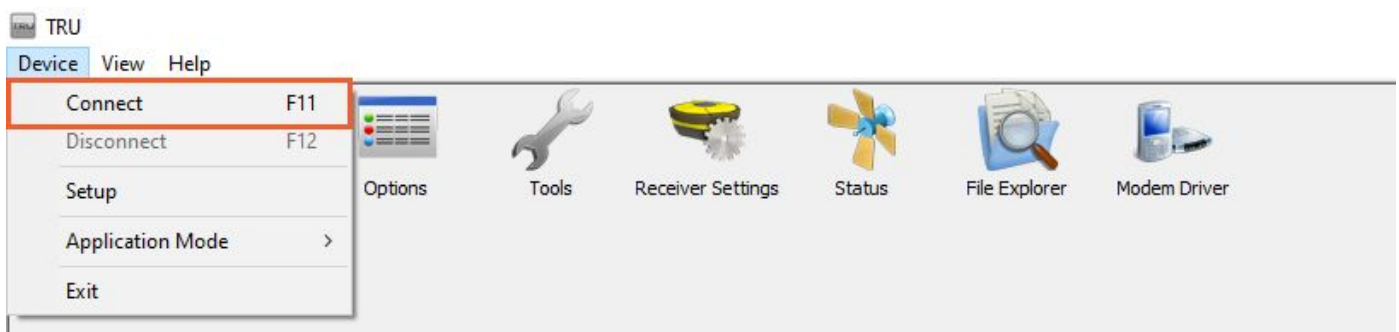 TRU
Device View Help
Connect F11
Disconnect F12
Setup
Application Mode >
Exit
Options Tools Receiver Settings Status File Explorer Modem Driver